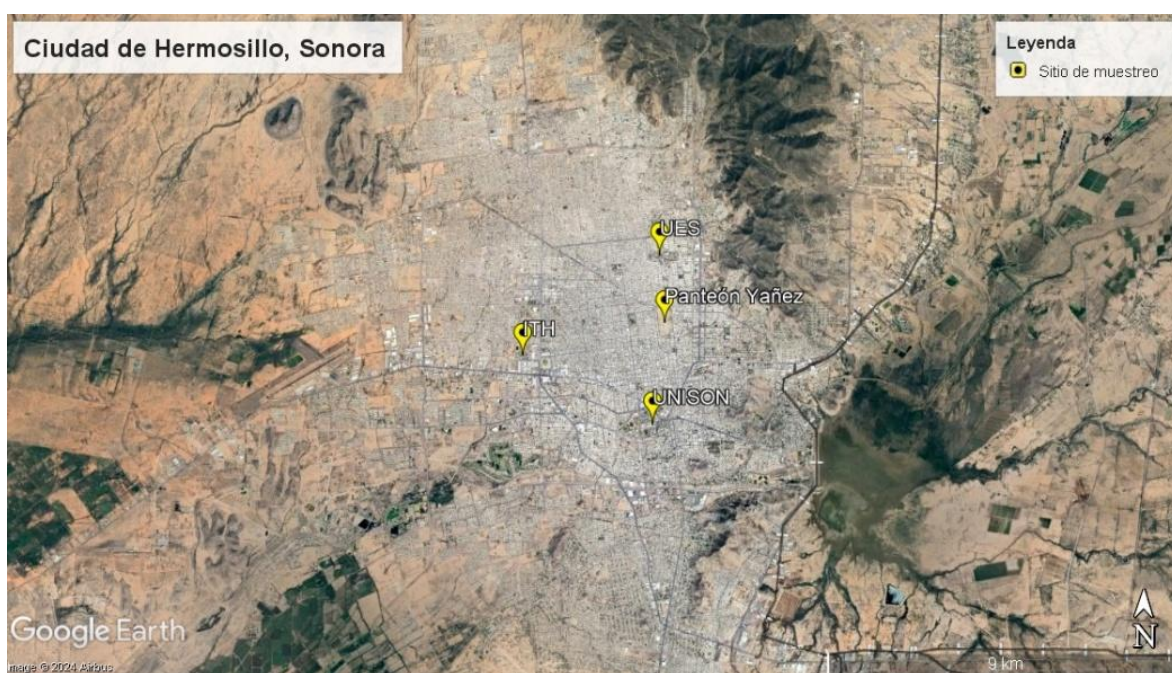 Ciudad de Hermosillo, Sonora
Leyenda
Sitio de muestreo
UES
Panteón Yañez
ITH
UNISON
Google Earth
Image © 2024 Airbus
9 km
N